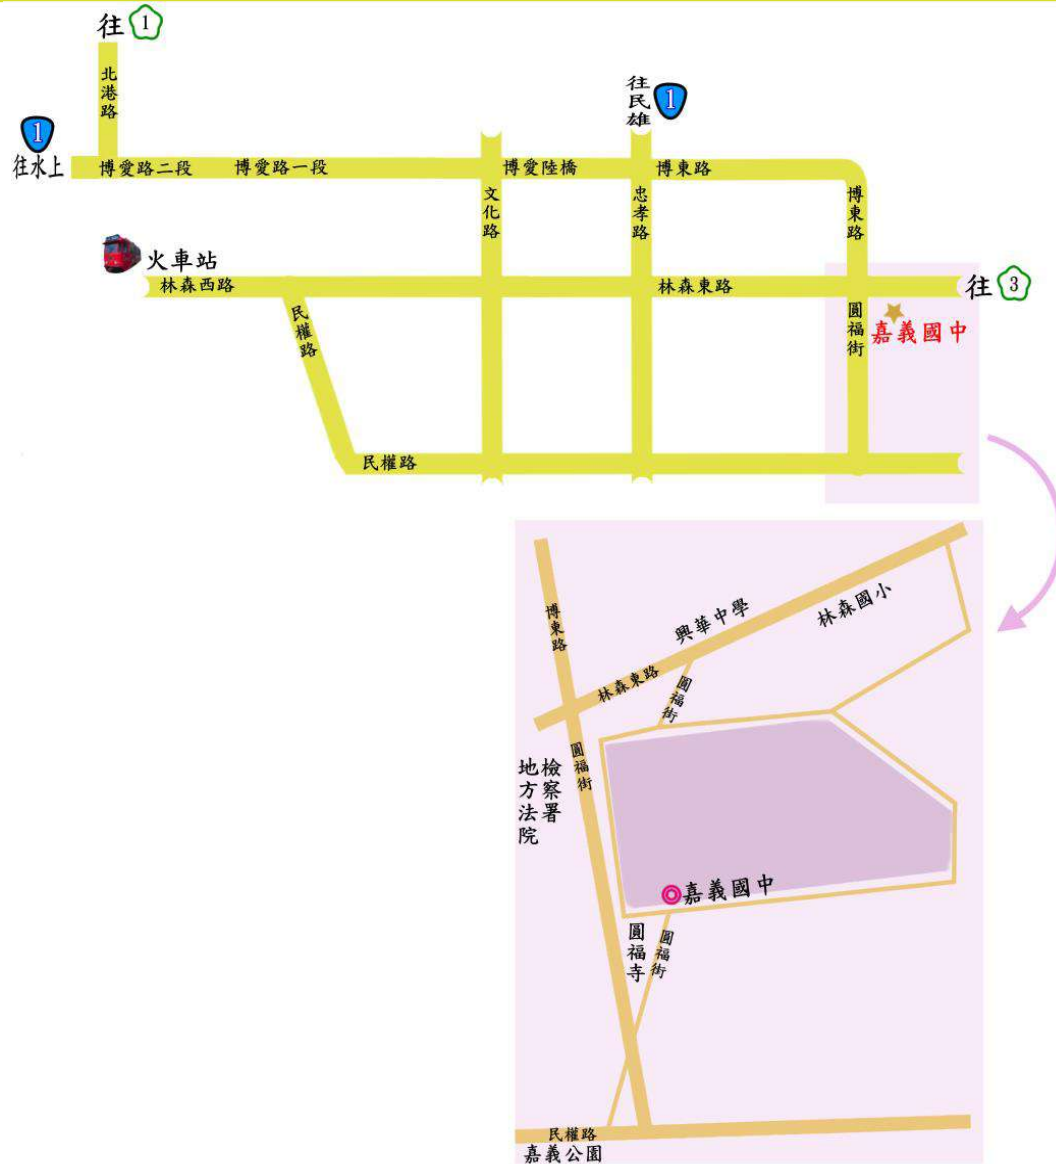 往 1
北港路
1
往水上
往民雄
1
博愛路二段
博愛路一段
博愛陸橋
博東路
文化路
忠孝路
博東路
火車站
林森西路
林森東路
往 3
民權路
圓福街
嘉義國中
民權路
博東路
興華中學
林森國小
林森東路
圓福街
圓福街
檢察署
地方法院
嘉義國中
圓福寺
圓福街
民權路
嘉義公園